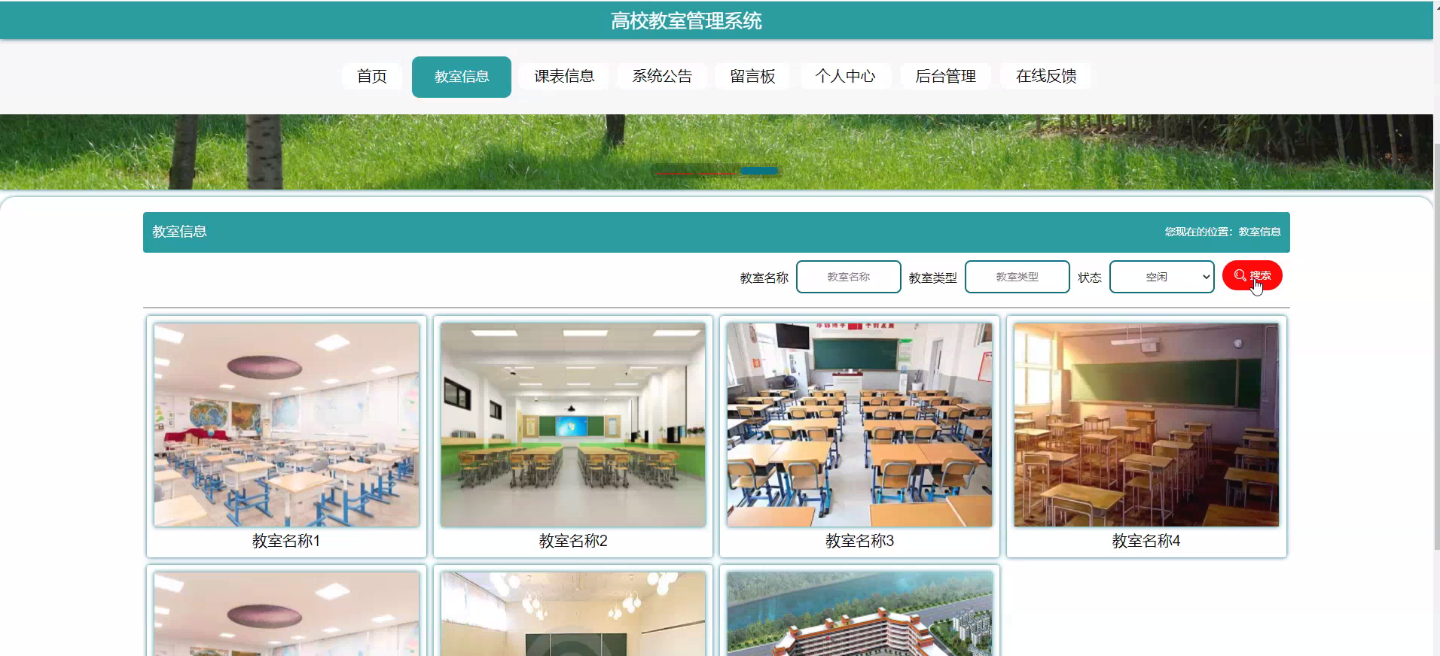 高校教室管理系统
首页 教室信息 课表信息 系统公告 留言板 个人中心 后台管理 在线反馈
教室信息 您现在的位置：教室信息
教室名称 教室名称 教室类型 教室类型 状态 空闲 搜索
教室名称1 教室名称2 教室名称3 教室名称4